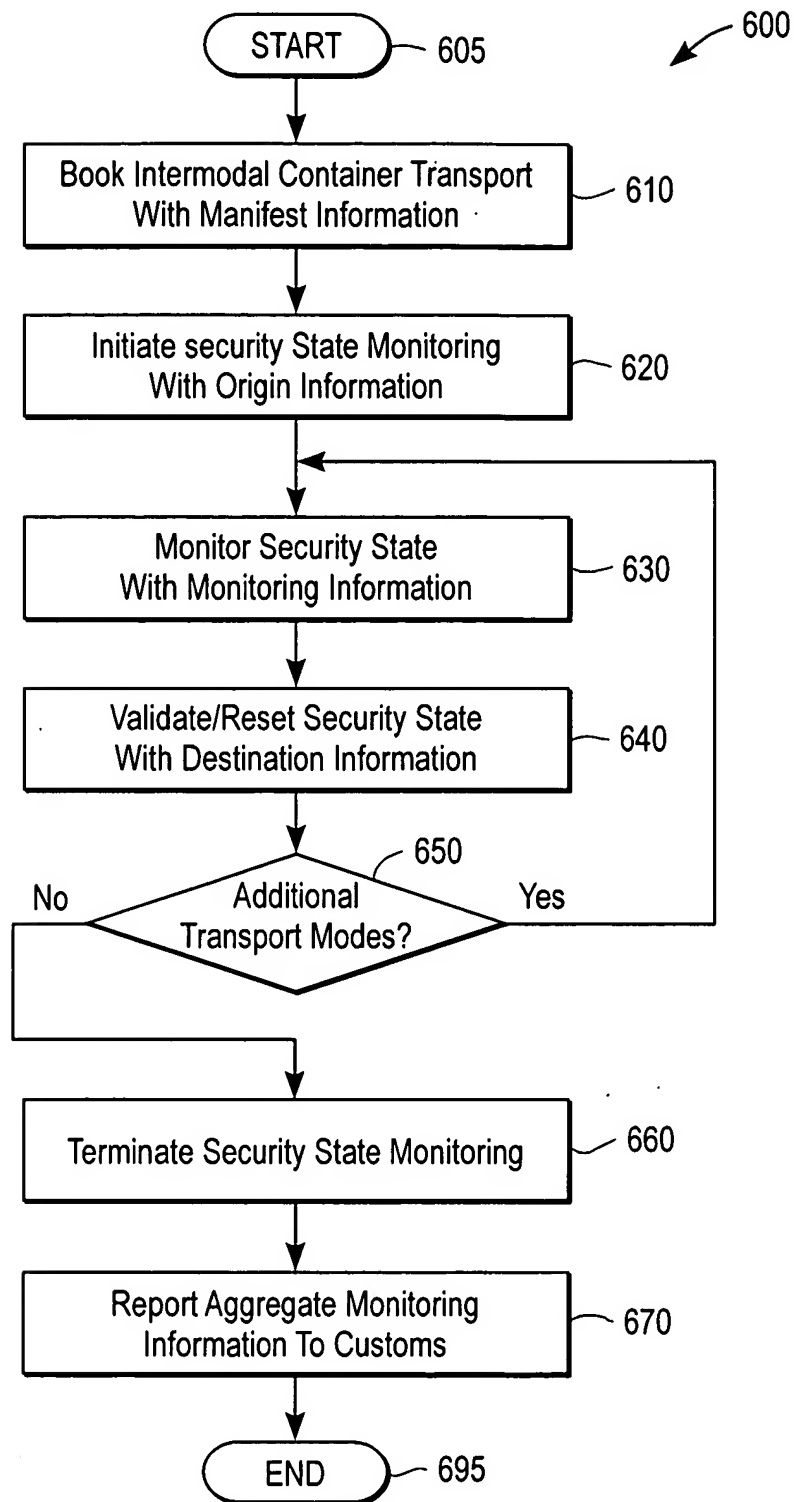 600
START
605
Book Intermodal Container Transport
With Manifest Information
610
Initiate security State Monitoring
With Origin Information
620
Monitor Security State
With Monitoring Information
630
Validate/Reset Security State
With Destination Information
640
650
No
Additional
Transport Modes?
Yes
Terminate Security State Monitoring
660
Report Aggregate Monitoring
Information To Customs
670
END
695